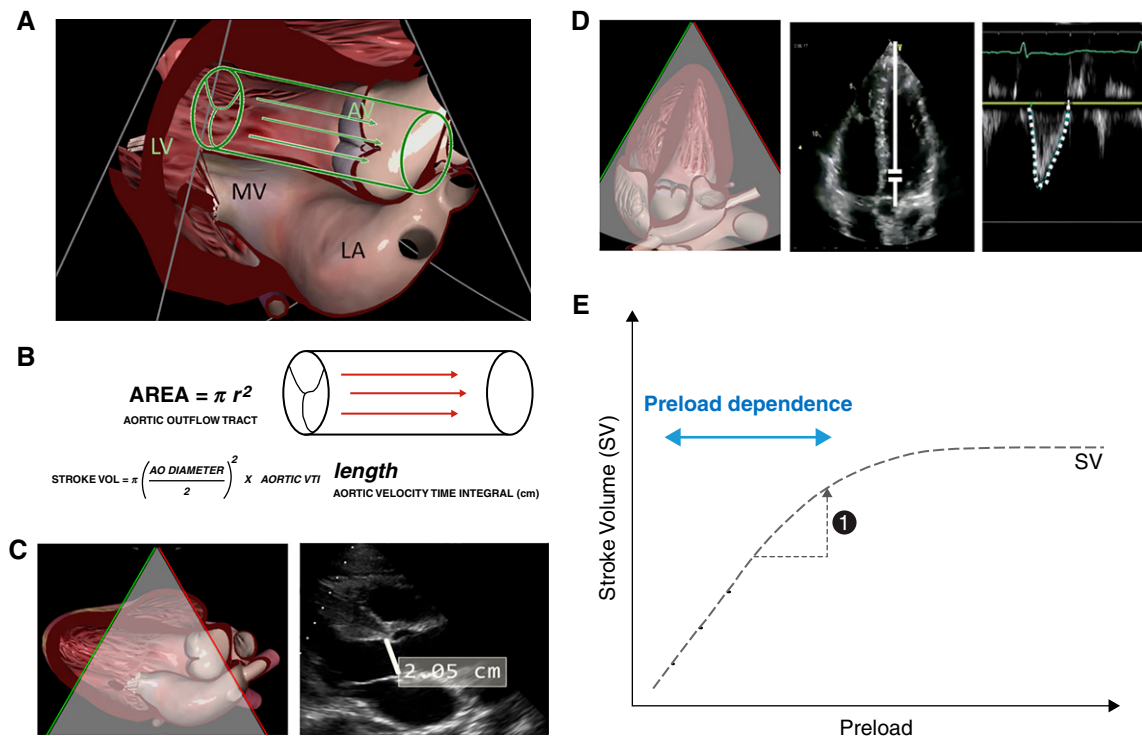 A
LV
AV
MV
LA
B
AREA = π r²
AORTIC OUTFLOW TRACT
STROKE VOL = π (AO DIAMETER / 2)² X AORTIC VTI
length
AORTIC VELOCITY TIME INTEGRAL (cm)
C
2.05 cm
D
E
Preload dependence
Stroke Volume (SV)
SV
1
Preload